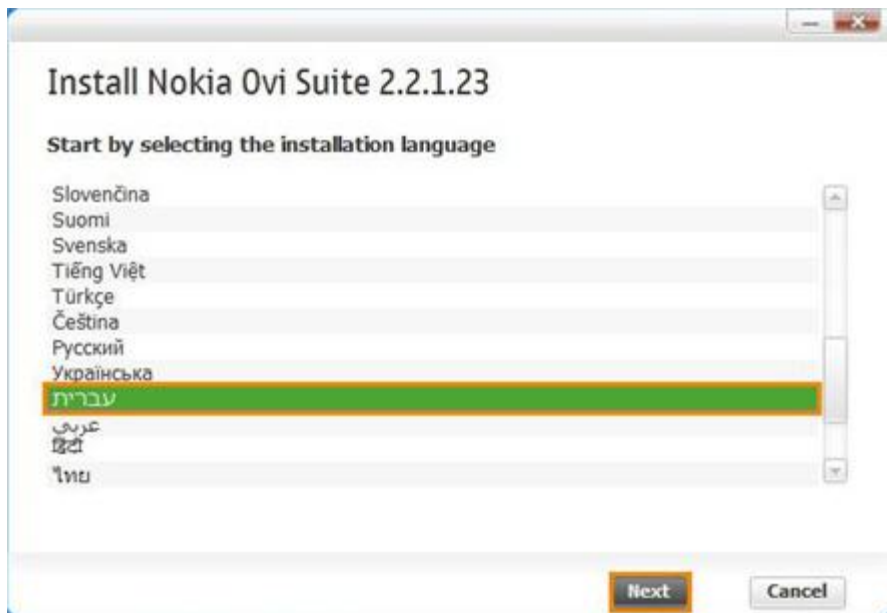 Install Nokia Ovi Suite 2.2.1.23
Start by selecting the installation language
Slovenčina
Suomi
Svenska
Tiếng Việt
Türkçe
Čeština
Русский
Українська
עברית
عربي
ไทย
Next
Cancel